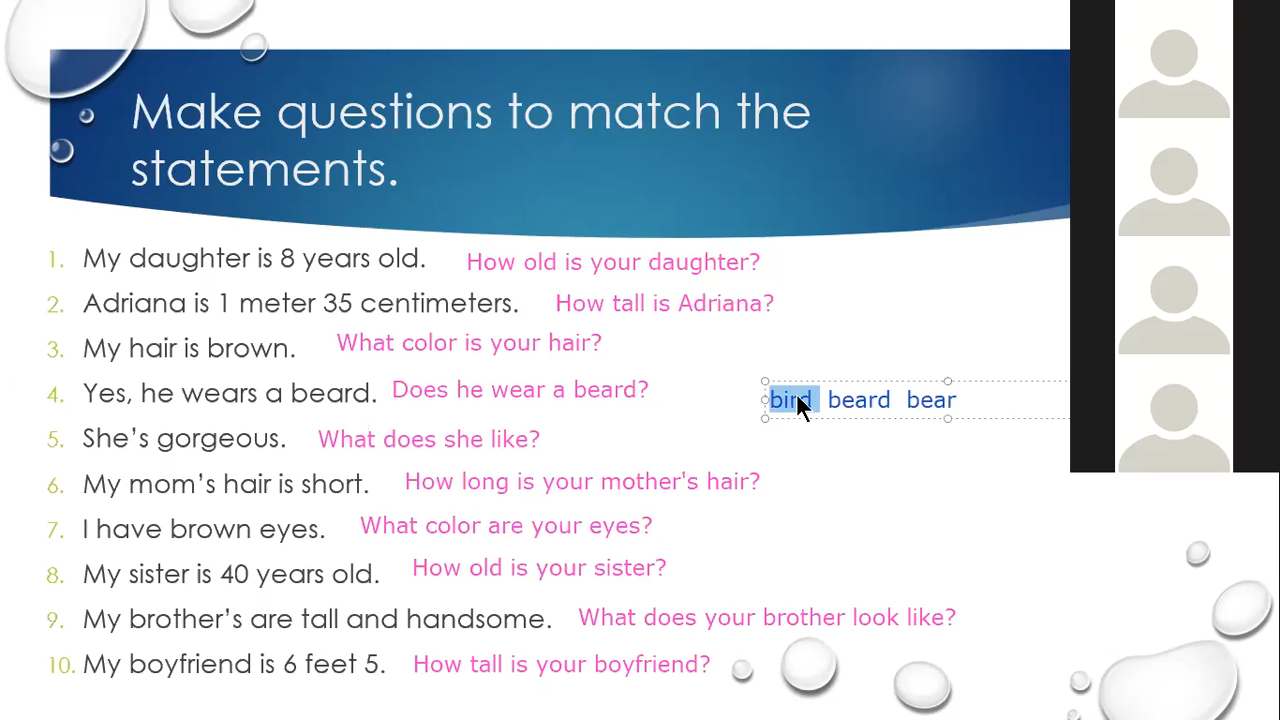 Make questions to match the
statements.
1. My daughter is 8 years old. How old is your daughter?
2. Adriana is 1 meter 35 centimeters. How tall is Adriana?
3. My hair is brown. What color is your hair?
4. Yes, he wears a beard. Does he wear a beard? bird beard bear
5. She’s gorgeous. What does she like?
6. My mom’s hair is short. How long is your mother's hair?
7. I have brown eyes. What color are your eyes?
8. My sister is 40 years old. How old is your sister?
9. My brother’s are tall and handsome. What does your brother look like?
10. My boyfriend is 6 feet 5. How tall is your boyfriend?